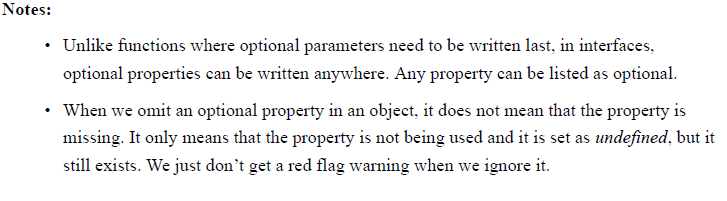 Notes:
• Unlike functions where optional parameters need to be written last, in interfaces,
optional properties can be written anywhere. Any property can be listed as optional.
• When we omit an optional property in an object, it does not mean that the property is
missing. It only means that the property is not being used and it is set as undefined, but it
still exists. We just don’t get a red flag warning when we ignore it.